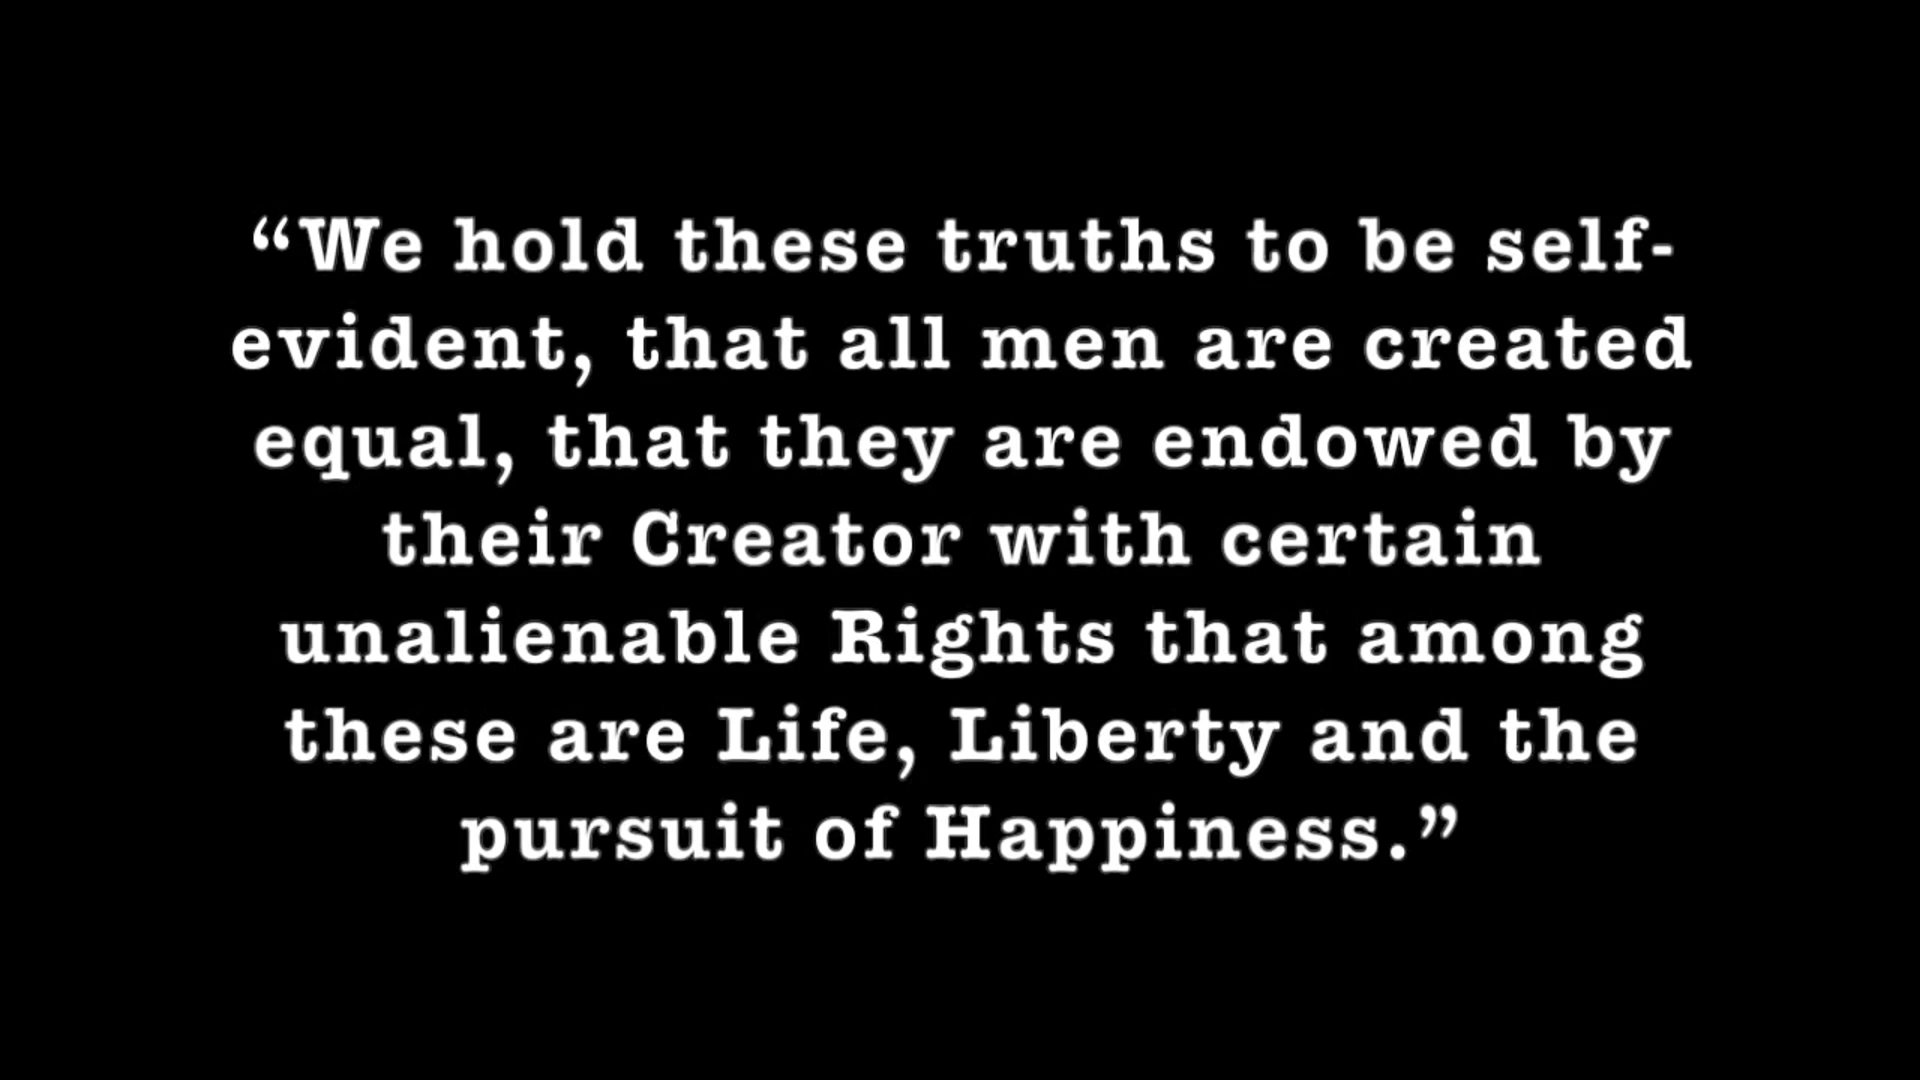 “We hold these truths to be self-
evident, that all men are created
equal, that they are endowed by
their Creator with certain
unalienable Rights that among
these are Life, Liberty and the
pursuit of Happiness.”